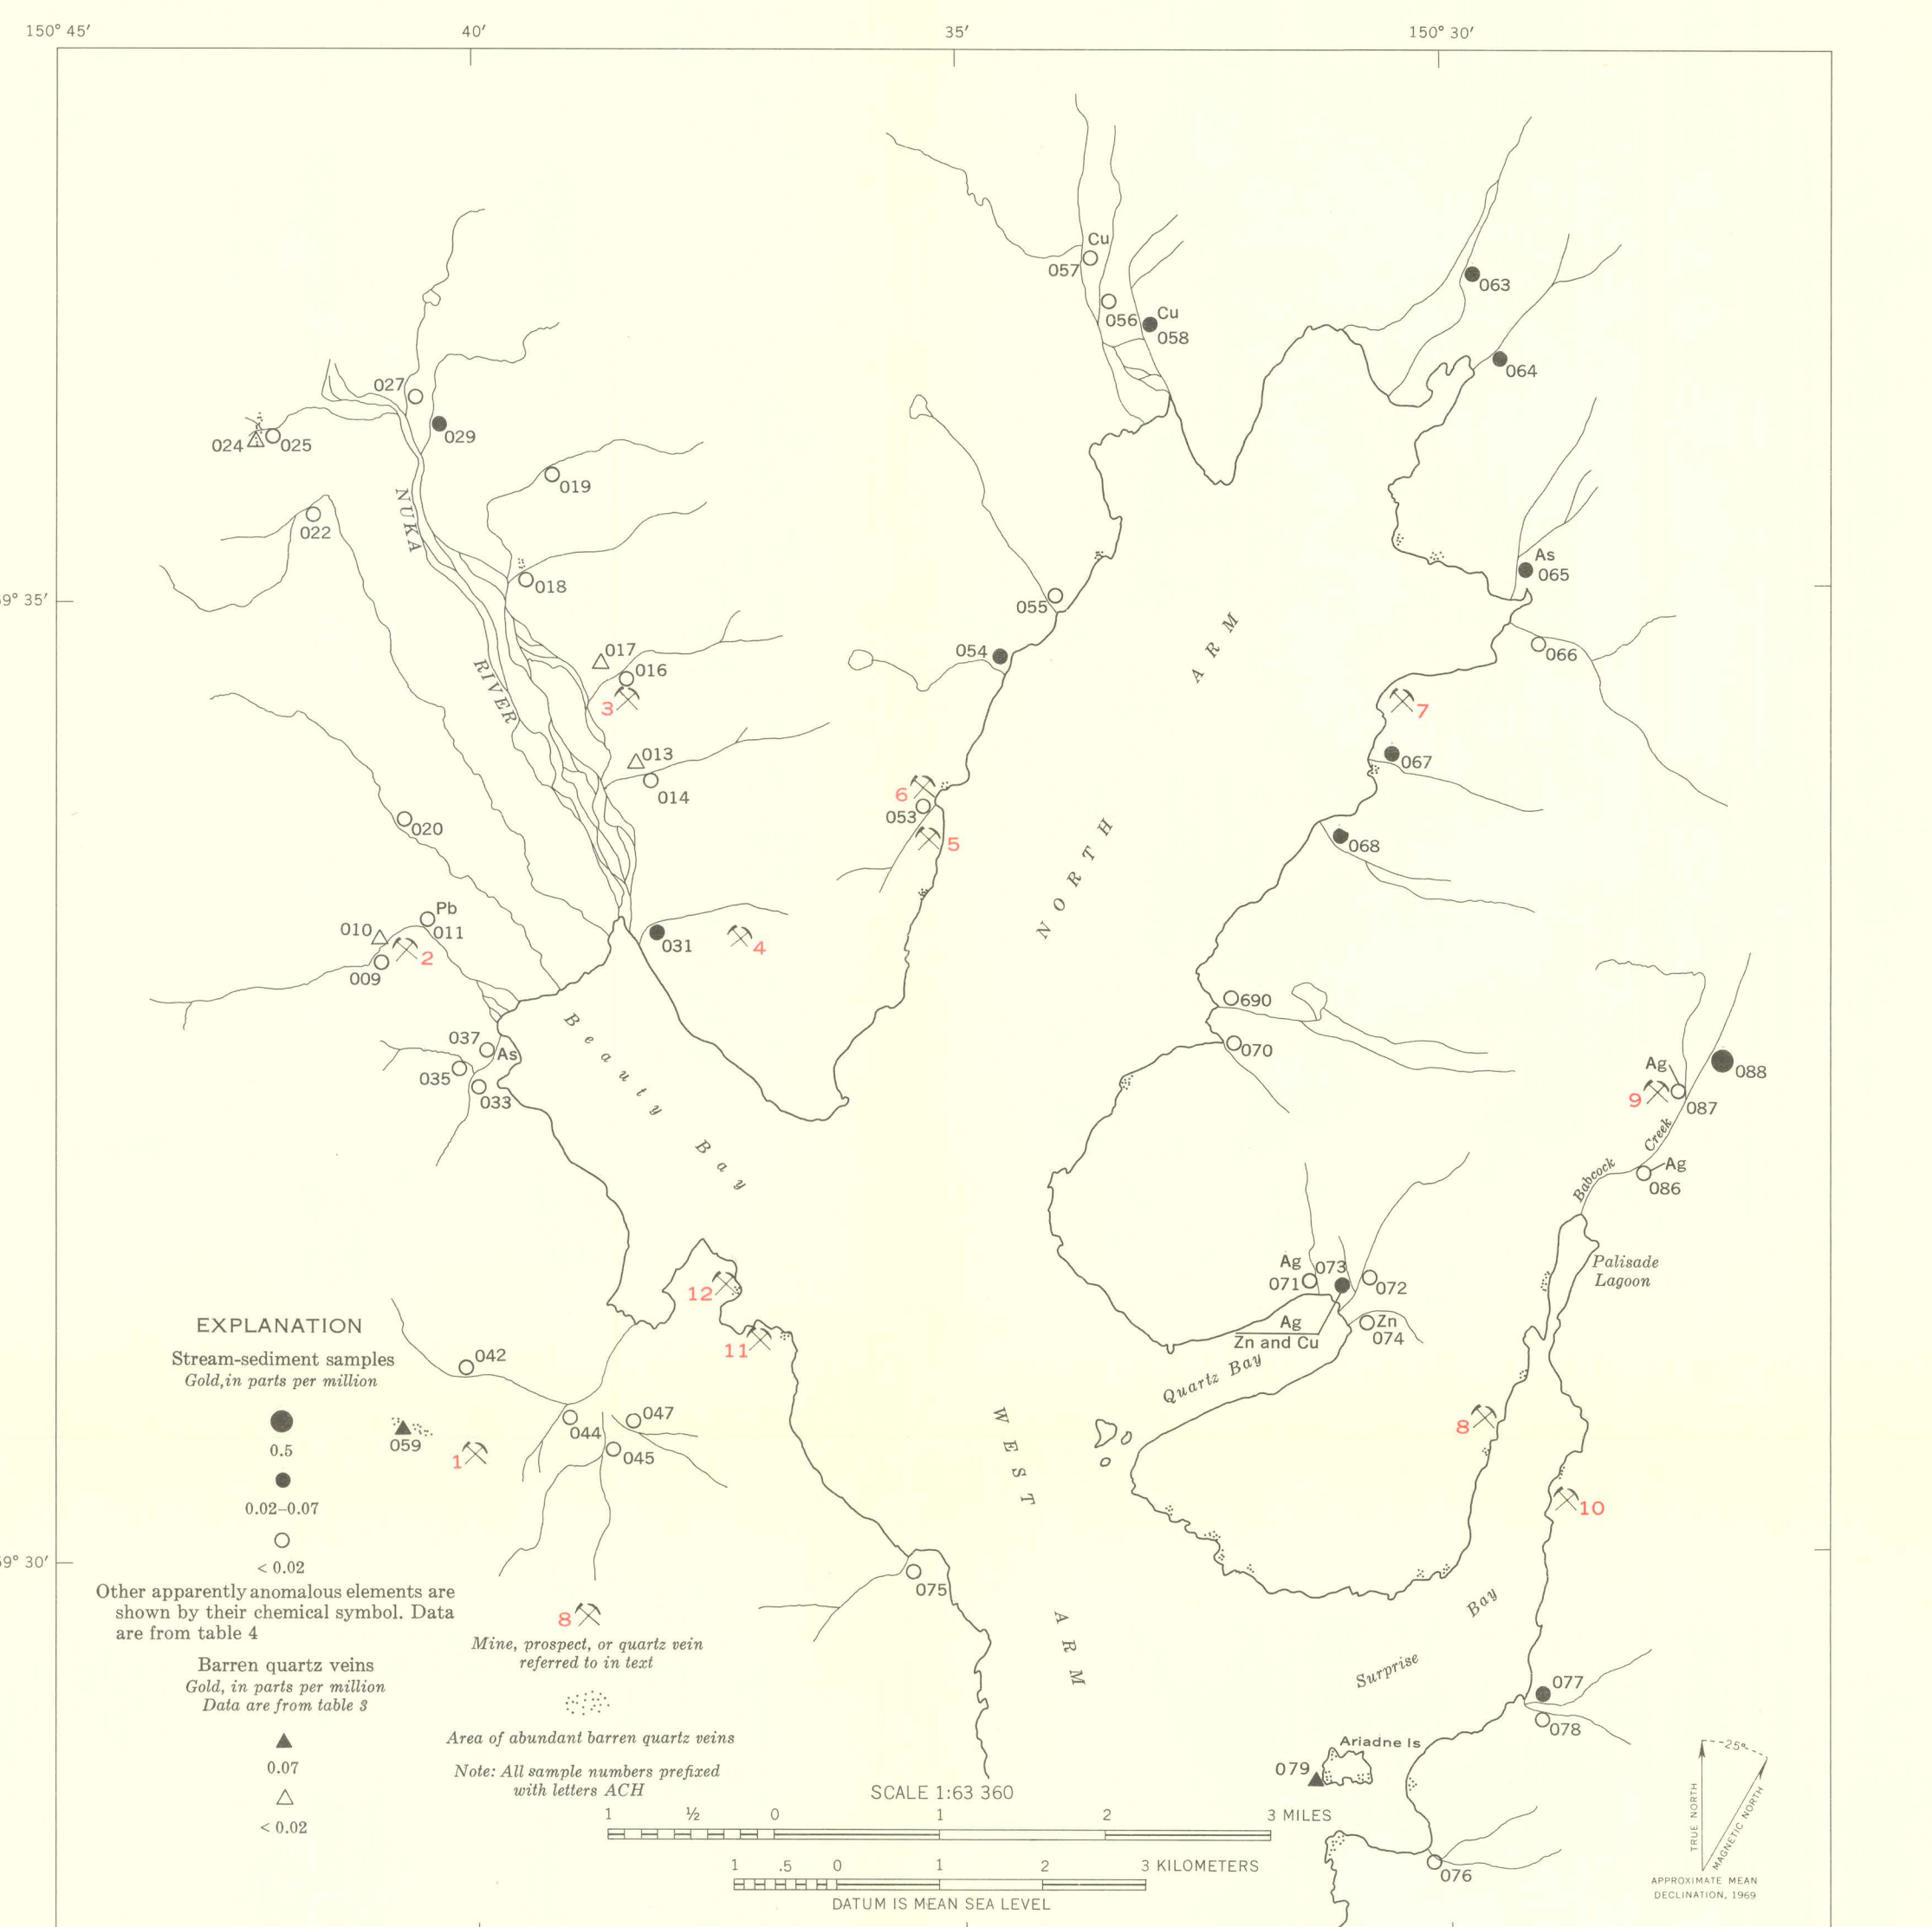 150° 45′
40′
35′
150° 30′
Cu
057
056
Cu
058
063
064
027
029
024
025
019
022
NUKA
RIVER
018
9° 35′
As
065
055
066
054
017
016
3
7
013
014
067
6
053
5
020
068
NORTH
ARM
Pb
010
011
2
009
031
4
690
070
037
As
035
033
Beauty
Bay
088
Ag
9
087
Creek
Babcock
Ag
086
Palisade
Lagoon
12
11
Ag
073
071
072
Ag
Zn and Cu
Zn
074
Quartz Bay
042
044
047
045
059
1
8
10
WEST
ARM
075
Bay
Surprise
077
078
Ariadne Is
079
076
EXPLANATION
Stream-sediment samples
Gold,in parts per million
0.5
0.02–0.07
< 0.02
Other apparently anomalous elements are
shown by their chemical symbol. Data
are from table 4
Barren quartz veins
Gold, in parts per million
Data are from table 3
0.07
< 0.02
8
Mine, prospect, or quartz vein
referred to in text
Area of abundant barren quartz veins
Note: All sample numbers prefixed
with letters ACH
9° 30′
SCALE 1:63 360
1 ½ 0 1 2 3 MILES
1 .5 0 1 2 3 KILOMETERS
DATUM IS MEAN SEA LEVEL
25°
TRUE NORTH
MAGNETIC NORTH
APPROXIMATE MEAN
DECLINATION, 1969